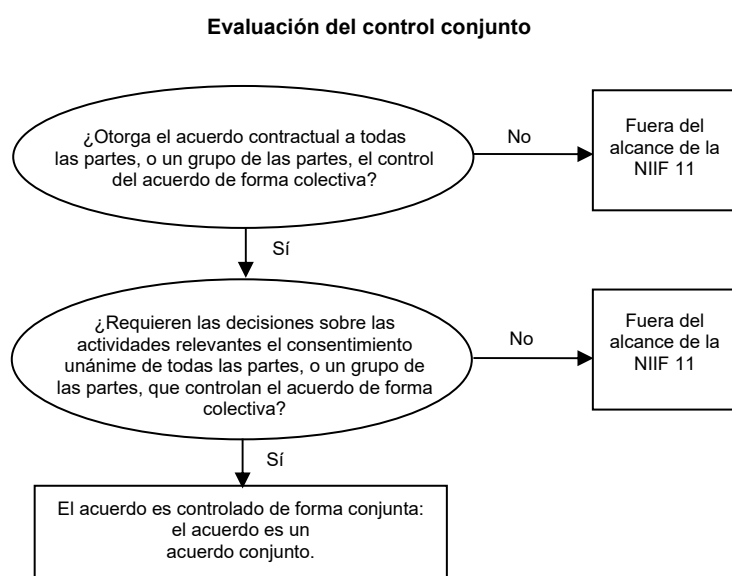 Evaluación del control conjunto
¿Otorga el acuerdo contractual a todas
las partes, o un grupo de las partes, el control
del acuerdo de forma colectiva?
No
Fuera del
alcance de la
NIIF 11
Sí
¿Requieren las decisiones sobre las
actividades relevantes el consentimiento
unánime de todas las partes, o un grupo de
las partes, que controlan el acuerdo de forma
colectiva?
No
Fuera del
alcance de la
NIIF 11
Sí
El acuerdo es controlado de forma conjunta:
el acuerdo es un
acuerdo conjunto.